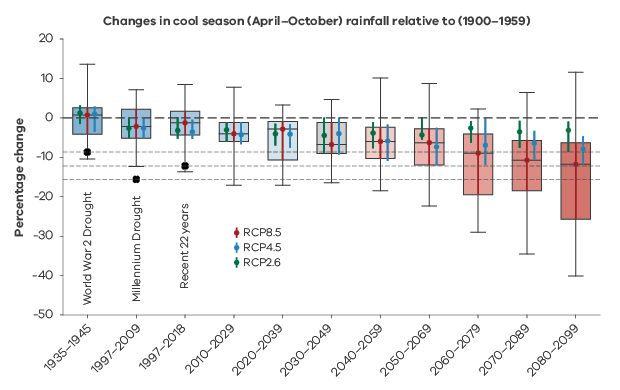 Changes in cool season (April–October) rainfall relative to (1900–1959)
Percentage change
20
10
0
-10
-20
-30
-40
-50
World War 2 Drought
Millennium Drought
Recent 22 years
RCP8.5
RCP4.5
RCP2.6
1935–1945
1997–2009
1997–2018
2010–2029
2020–2039
2030–2049
2040–2059
2050–2069
2060–2079
2070–2089
2080–2099